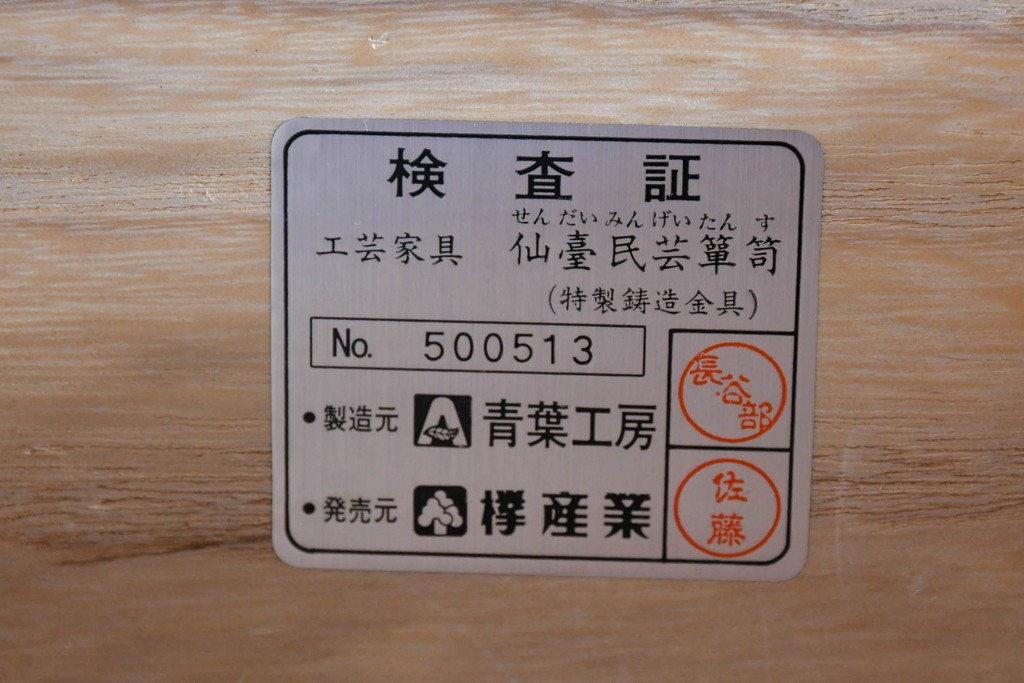 検査証
せんだいみんげいたんす
工芸家具 仙臺民芸簞笥
(特製鋳造金具)
No. 500513
長谷部
•製造元 青葉工房
佐藤
•発売元 欅産業